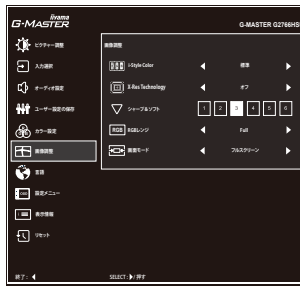 iiyama
G-MASTER
G-MASTER G2766HS
ピクチャー調整
入力選択
オーディオ設定
ユーザー設定の保存
カラー設定
画像調整
言語
設定メニュー
表示情報
リセット
画像調整
i-Style Color 標準
X-Res Technology オフ
シャープ&ソフト 1 2 3 4 5 6
RGB RGBレンジ Full
画面モード フルスクリーン
終了 :
SELECT : / 押す